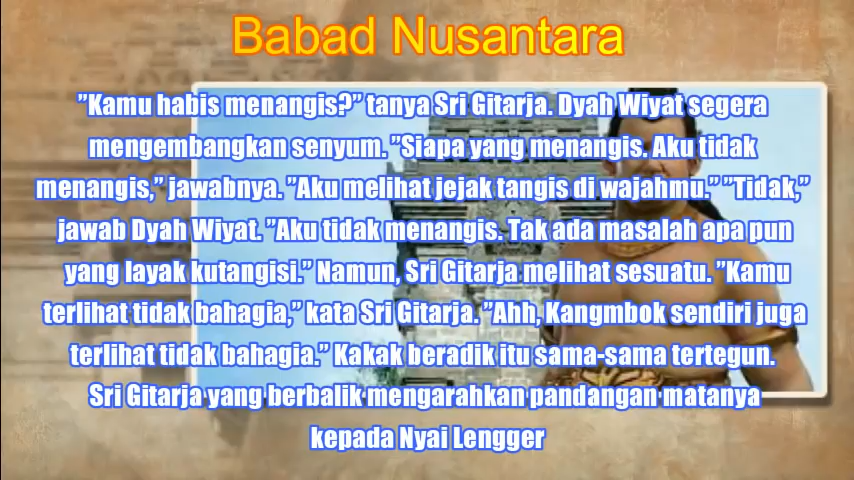 Babad Nusantara
”Kamu habis menangis?” tanya Sri Gitarja. Dyah Wiyat segera
mengembangkan senyum. ”Siapa yang menangis. Aku tidak
menangis,” jawabnya. ”Aku melihat jejak tangis di wajahmu.” ”Tidak,”
jawab Dyah Wiyat. ”Aku tidak menangis. Tak ada masalah apa pun
yang layak kutangisi.” Namun, Sri Gitarja melihat sesuatu. ”Kamu
terlihat tidak bahagia,” kata Sri Gitarja. ”Ahh, Kangmbok sendiri juga
terlihat tidak bahagia.” Kakak beradik itu sama-sama tertegun.
Sri Gitarja yang berbalik mengarahkan pandangan matanya
kepada Nyai Lengger